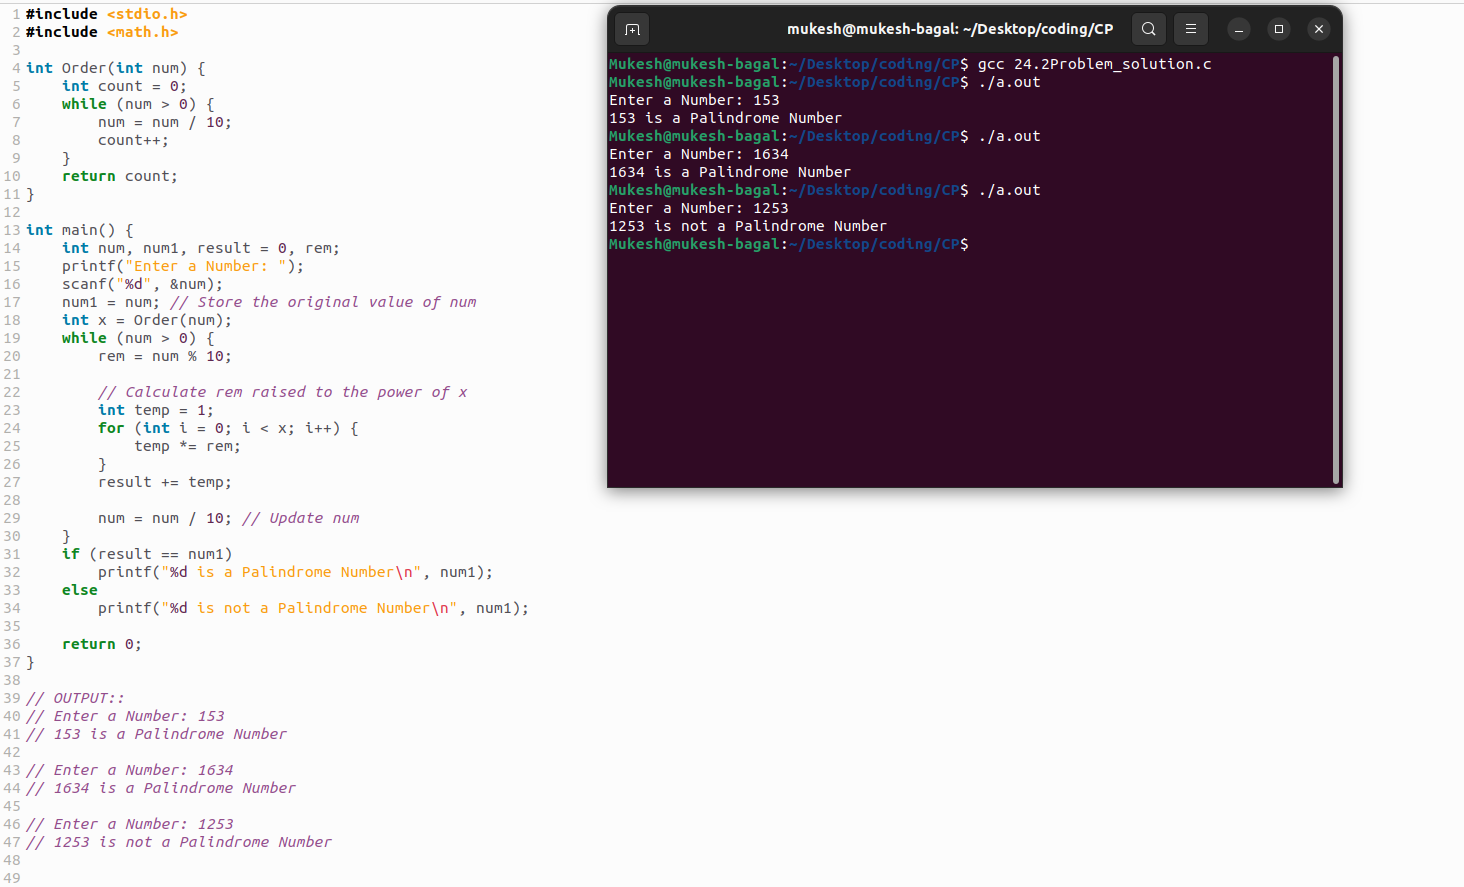 1 #include <stdio.h>
2 #include <math.h>
3
4 int Order(int num) {
5     int count = 0;
6     while (num > 0) {
7         num = num / 10;
8         count++;
9     }
10     return count;
11 }
12
13 int main() {
14     int num, num1, result = 0, rem;
15     printf("Enter a Number: ");
16     scanf("%d", &num);
17     num1 = num; // Store the original value of num
18     int x = Order(num);
19     while (num > 0) {
20         rem = num % 10;
21
22         // Calculate rem raised to the power of x
23         int temp = 1;
24         for (int i = 0; i < x; i++) {
25             temp *= rem;
26         }
27         result += temp;
28
29         num = num / 10; // Update num
30     }
31     if (result == num1)
32         printf("%d is a Palindrome Number\n", num1);
33     else
34         printf("%d is not a Palindrome Number\n", num1);
35
36     return 0;
37 }
38
39 // OUTPUT::
40 // Enter a Number: 153
41 // 153 is a Palindrome Number
42
43 // Enter a Number: 1634
44 // 1634 is a Palindrome Number
45
46 // Enter a Number: 1253
47 // 1253 is not a Palindrome Number
48
49
mukesh@mukesh-bagal: ~/Desktop/coding/CP
Mukesh@mukesh-bagal:~/Desktop/coding/CP$ gcc 24.2Problem_solution.c
Mukesh@mukesh-bagal:~/Desktop/coding/CP$ ./a.out
Enter a Number: 153
153 is a Palindrome Number
Mukesh@mukesh-bagal:~/Desktop/coding/CP$ ./a.out
Enter a Number: 1634
1634 is a Palindrome Number
Mukesh@mukesh-bagal:~/Desktop/coding/CP$ ./a.out
Enter a Number: 1253
1253 is not a Palindrome Number
Mukesh@mukesh-bagal:~/Desktop/coding/CP$